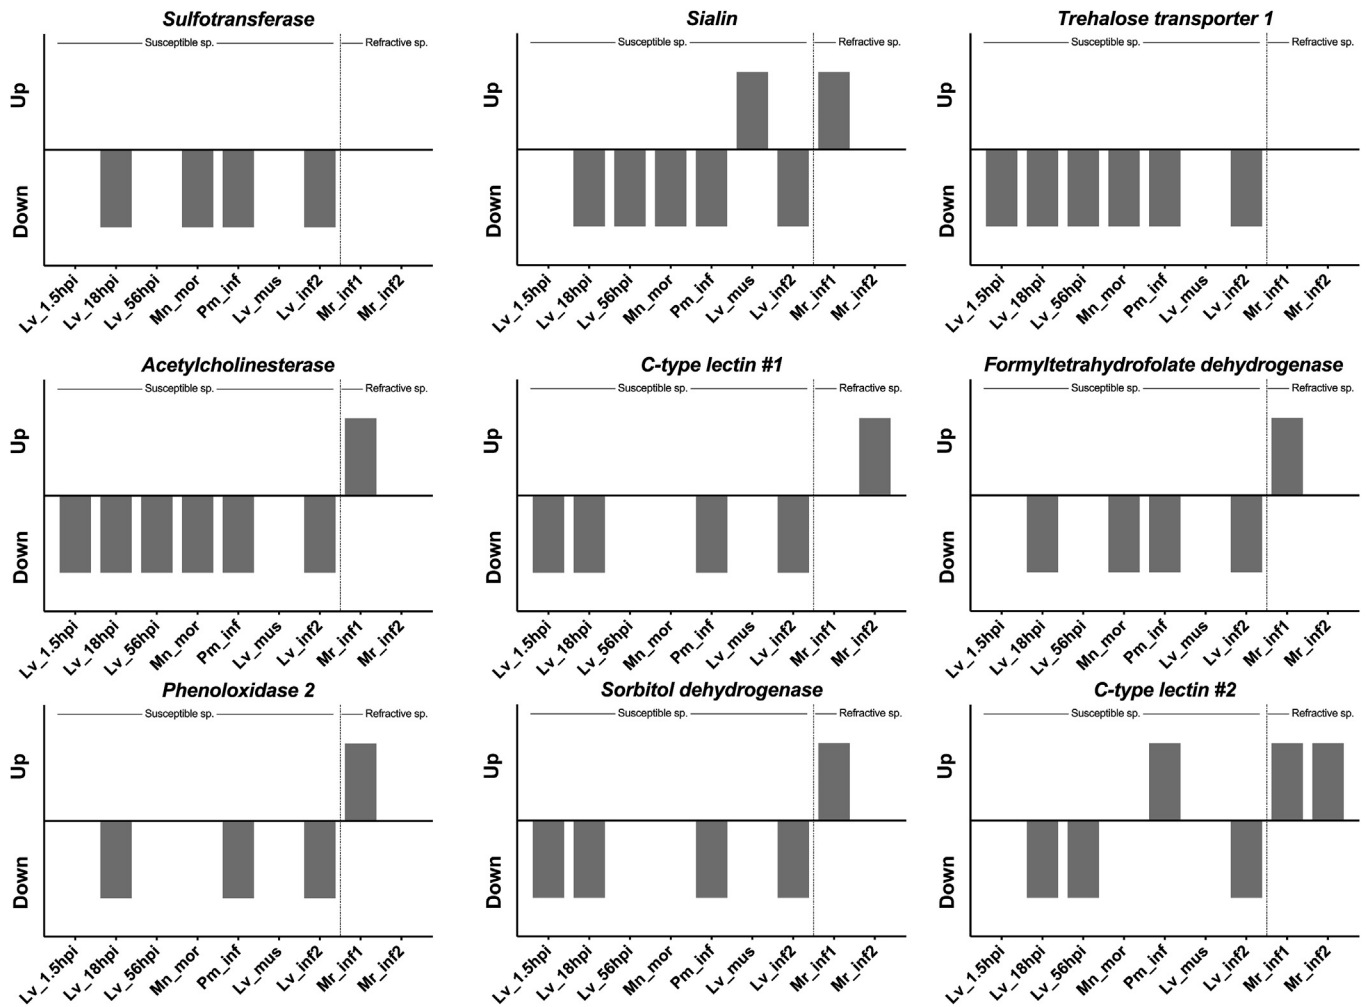 Sulfotransferase
Sialin
Trehalose transporter 1
Susceptible sp. Refractive sp.
Susceptible sp. Refractive sp.
Susceptible sp. Refractive sp.
Up
Down
Up
Down
Up
Down
Lv_1.5hpi Lv_18hpi Lv_56hpi Mn_mor Pm_inf Lv_mus Lv_inf2 Mr_inf1 Mr_inf2
Lv_1.5hpi Lv_18hpi Lv_56hpi Mn_mor Pm_inf Lv_mus Lv_inf2 Mr_inf1 Mr_inf2
Lv_1.5hpi Lv_18hpi Lv_56hpi Mn_mor Pm_inf Lv_mus Lv_inf2 Mr_inf1 Mr_inf2
Acetylcholinesterase
C-type lectin #1
Formyltetrahydrofolate dehydrogenase
Susceptible sp. Refractive sp.
Susceptible sp. Refractive sp.
Susceptible sp. Refractive sp.
Up
Down
Up
Down
Up
Down
Lv_1.5hpi Lv_18hpi Lv_56hpi Mn_mor Pm_inf Lv_mus Lv_inf2 Mr_inf1 Mr_inf2
Lv_1.5hpi Lv_18hpi Lv_56hpi Mn_mor Pm_inf Lv_mus Lv_inf2 Mr_inf1 Mr_inf2
Lv_1.5hpi Lv_18hpi Lv_56hpi Mn_mor Pm_inf Lv_mus Lv_inf2 Mr_inf1 Mr_inf2
Phenoloxidase 2
Sorbitol dehydrogenase
C-type lectin #2
Susceptible sp. Refractive sp.
Susceptible sp. Refractive sp.
Susceptible sp. Refractive sp.
Up
Down
Up
Down
Up
Down
Lv_1.5hpi Lv_18hpi Lv_56hpi Mn_mor Pm_inf Lv_mus Lv_inf2 Mr_inf1 Mr_inf2
Lv_1.5hpi Lv_18hpi Lv_56hpi Mn_mor Pm_inf Lv_mus Lv_inf2 Mr_inf1 Mr_inf2
Lv_1.5hpi Lv_18hpi Lv_56hpi Mn_mor Pm_inf Lv_mus Lv_inf2 Mr_inf1 Mr_inf2